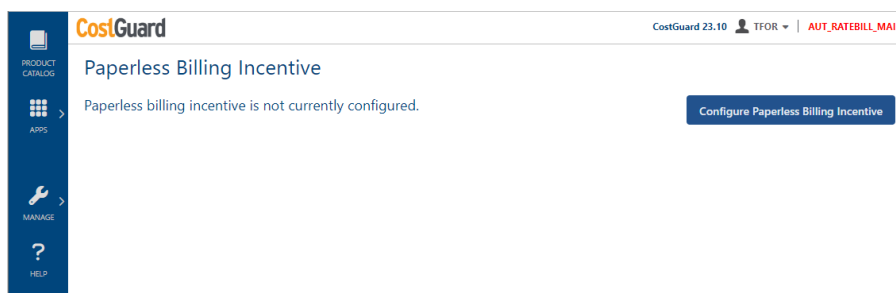 CostGuard
CostGuard 23.10 TFOR AUT_RATEBILL_MAI
PRODUCT
CATALOG
Paperless Billing Incentive
Paperless billing incentive is not currently configured.
Configure Paperless Billing Incentive
APPS
MANAGE
?
HELP